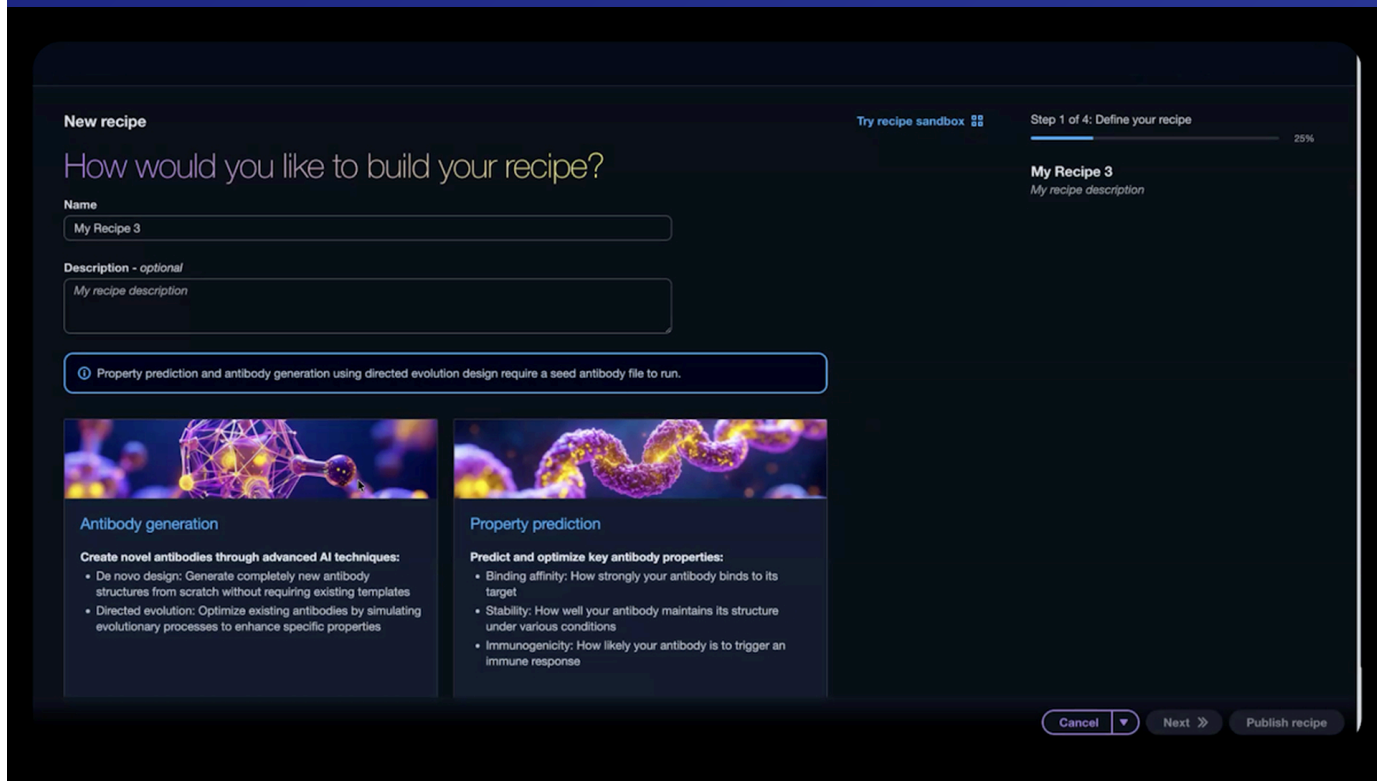 New recipe
Try recipe sandbox
Step 1 of 4: Define your recipe
25%
How would you like to build your recipe?
My Recipe 3
My recipe description
Name
My Recipe 3
Description - optional
My recipe description
Property prediction and antibody generation using directed evolution design require a seed antibody file to run.
Antibody generation
Create novel antibodies through advanced AI techniques:
• De novo design: Generate completely new antibody
structures from scratch without requiring existing templates
• Directed evolution: Optimize existing antibodies by simulating
evolutionary processes to enhance specific properties
Property prediction
Predict and optimize key antibody properties:
• Binding affinity: How strongly your antibody binds to its
target
• Stability: How well your antibody maintains its structure
under various conditions
• Immunogenicity: How likely your antibody is to trigger an
immune response
Cancel
Next
Publish recipe